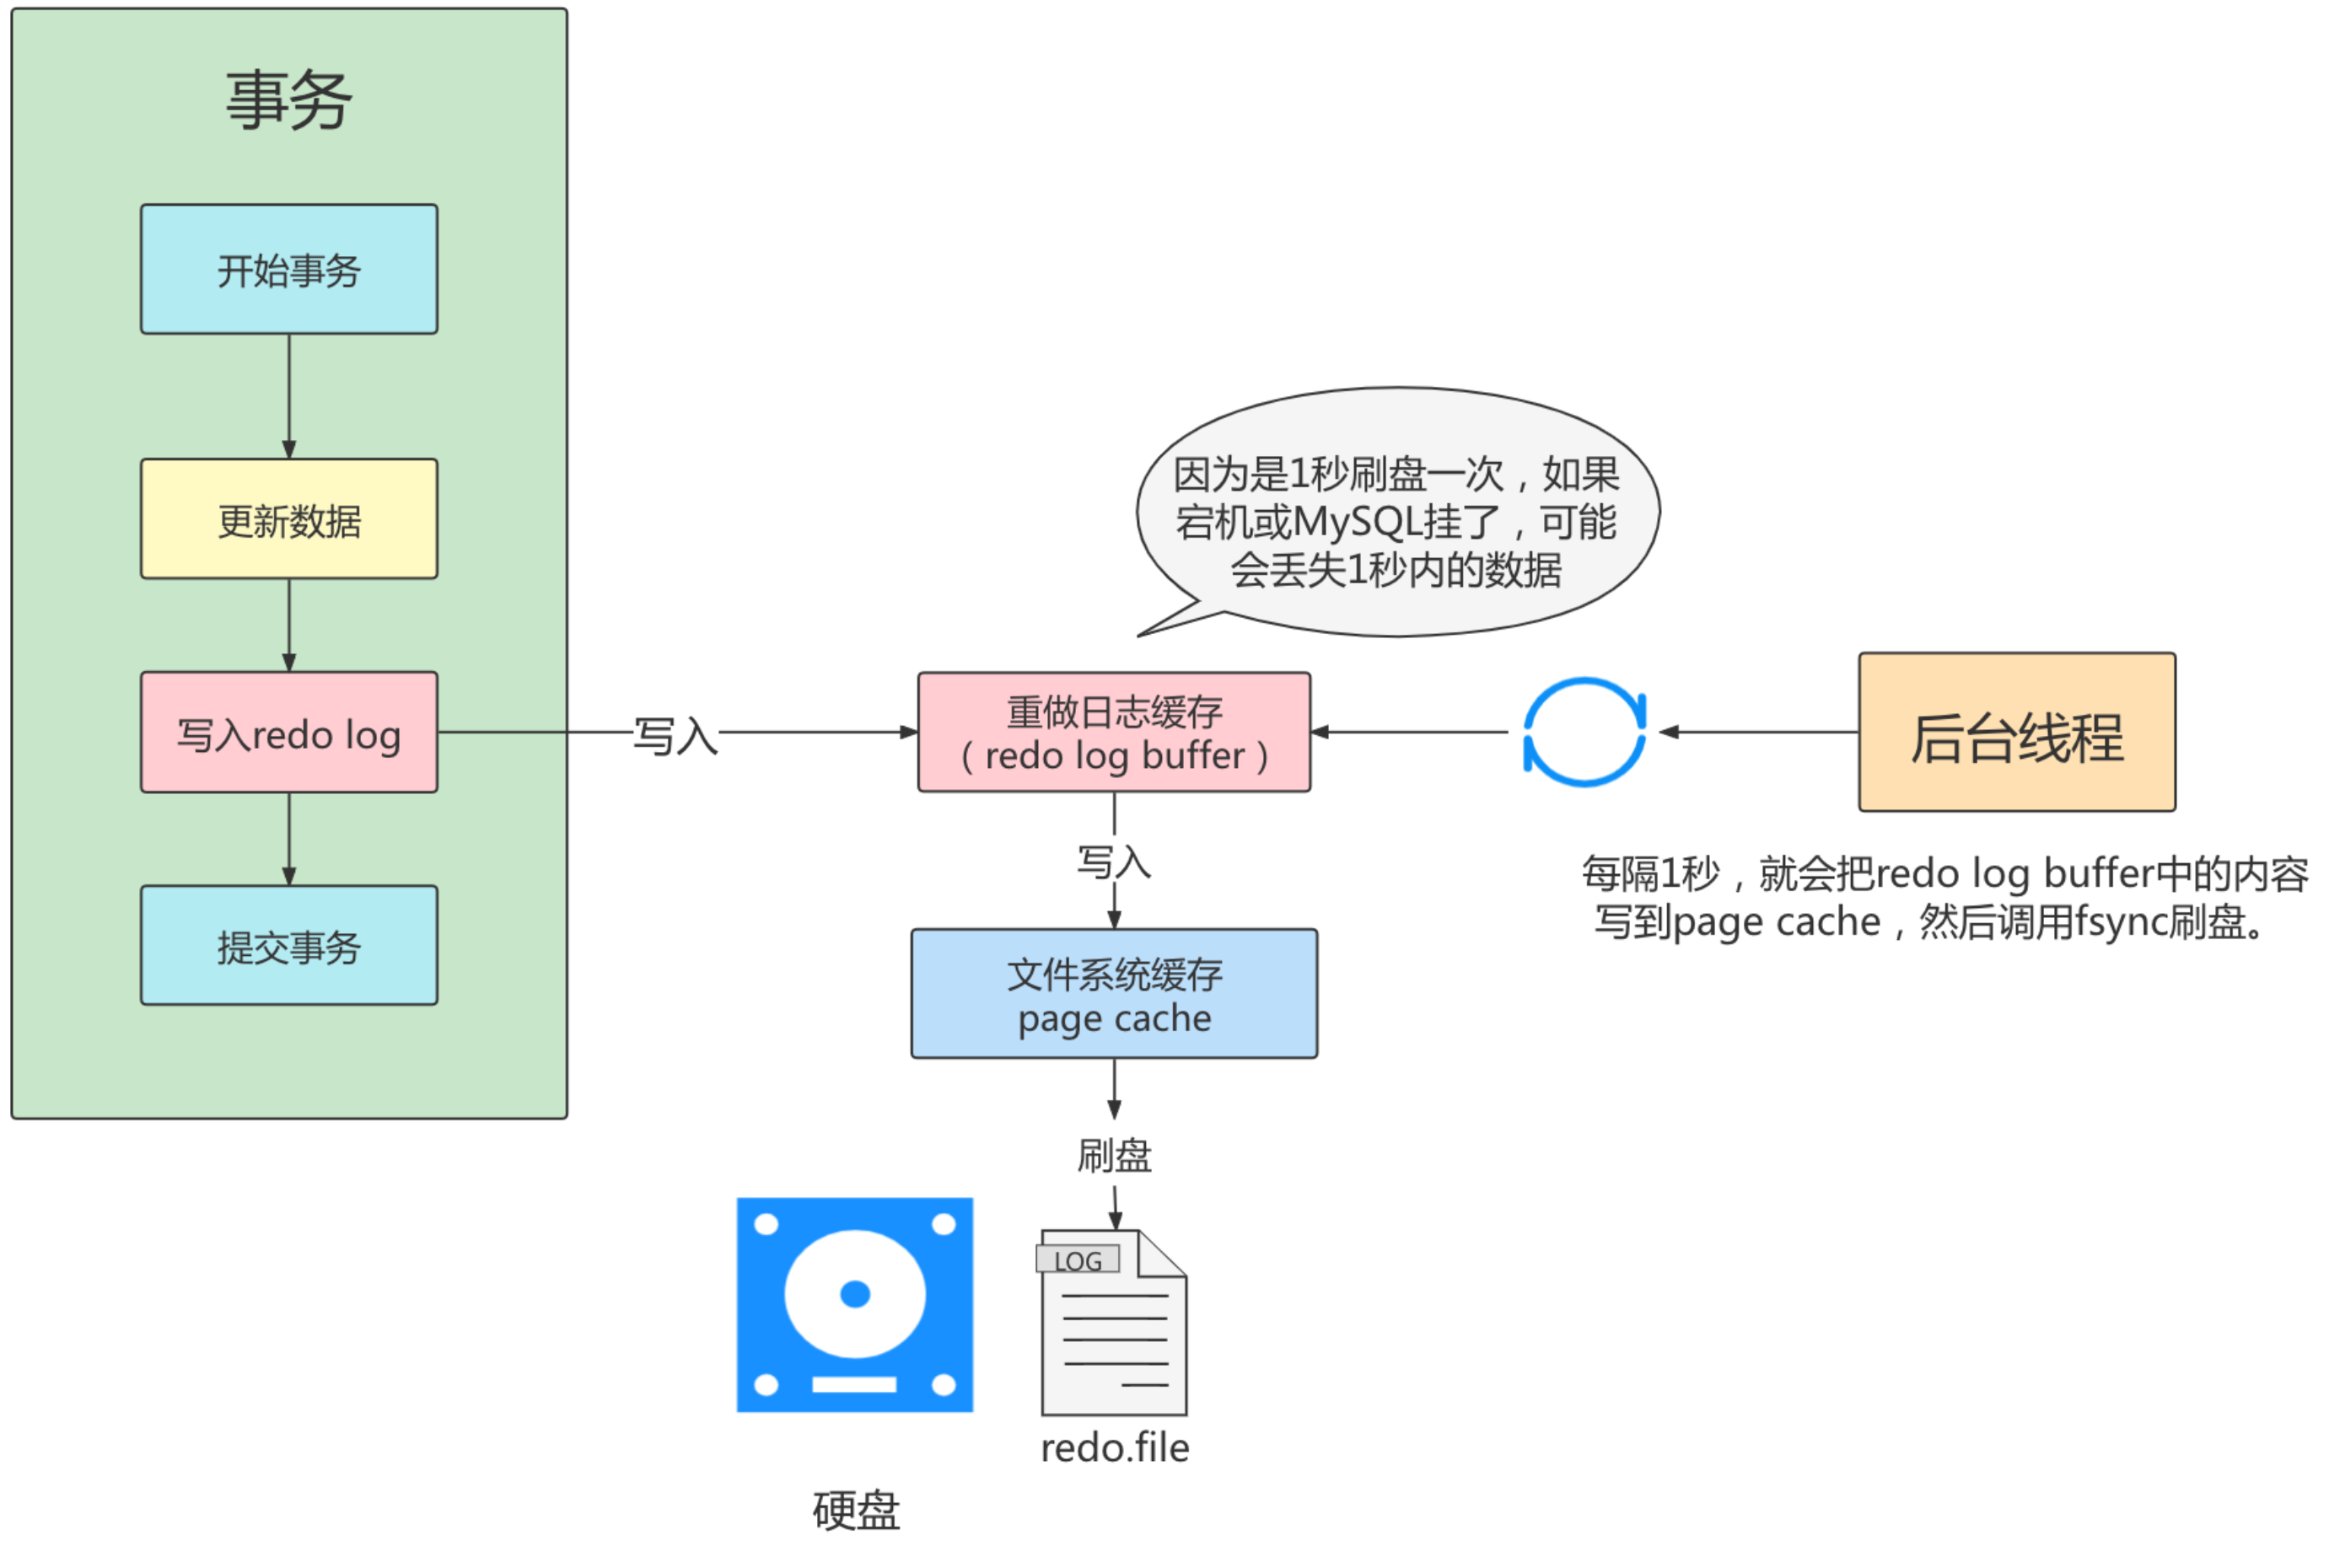 事务
开始事务
更新数据
写入redo log
提交事务
写入
因为是1秒刷盘一次，如果
宕机或MySQL挂了，可能
会丢失1秒内的数据
重做日志缓存
（ redo log buffer ）
后台线程
每隔1秒，就会把redo log buffer中的内容
写到page cache，然后调用fsync刷盘。
写入
文件系统缓存
page cache
刷盘
LOG
redo.file
硬盘